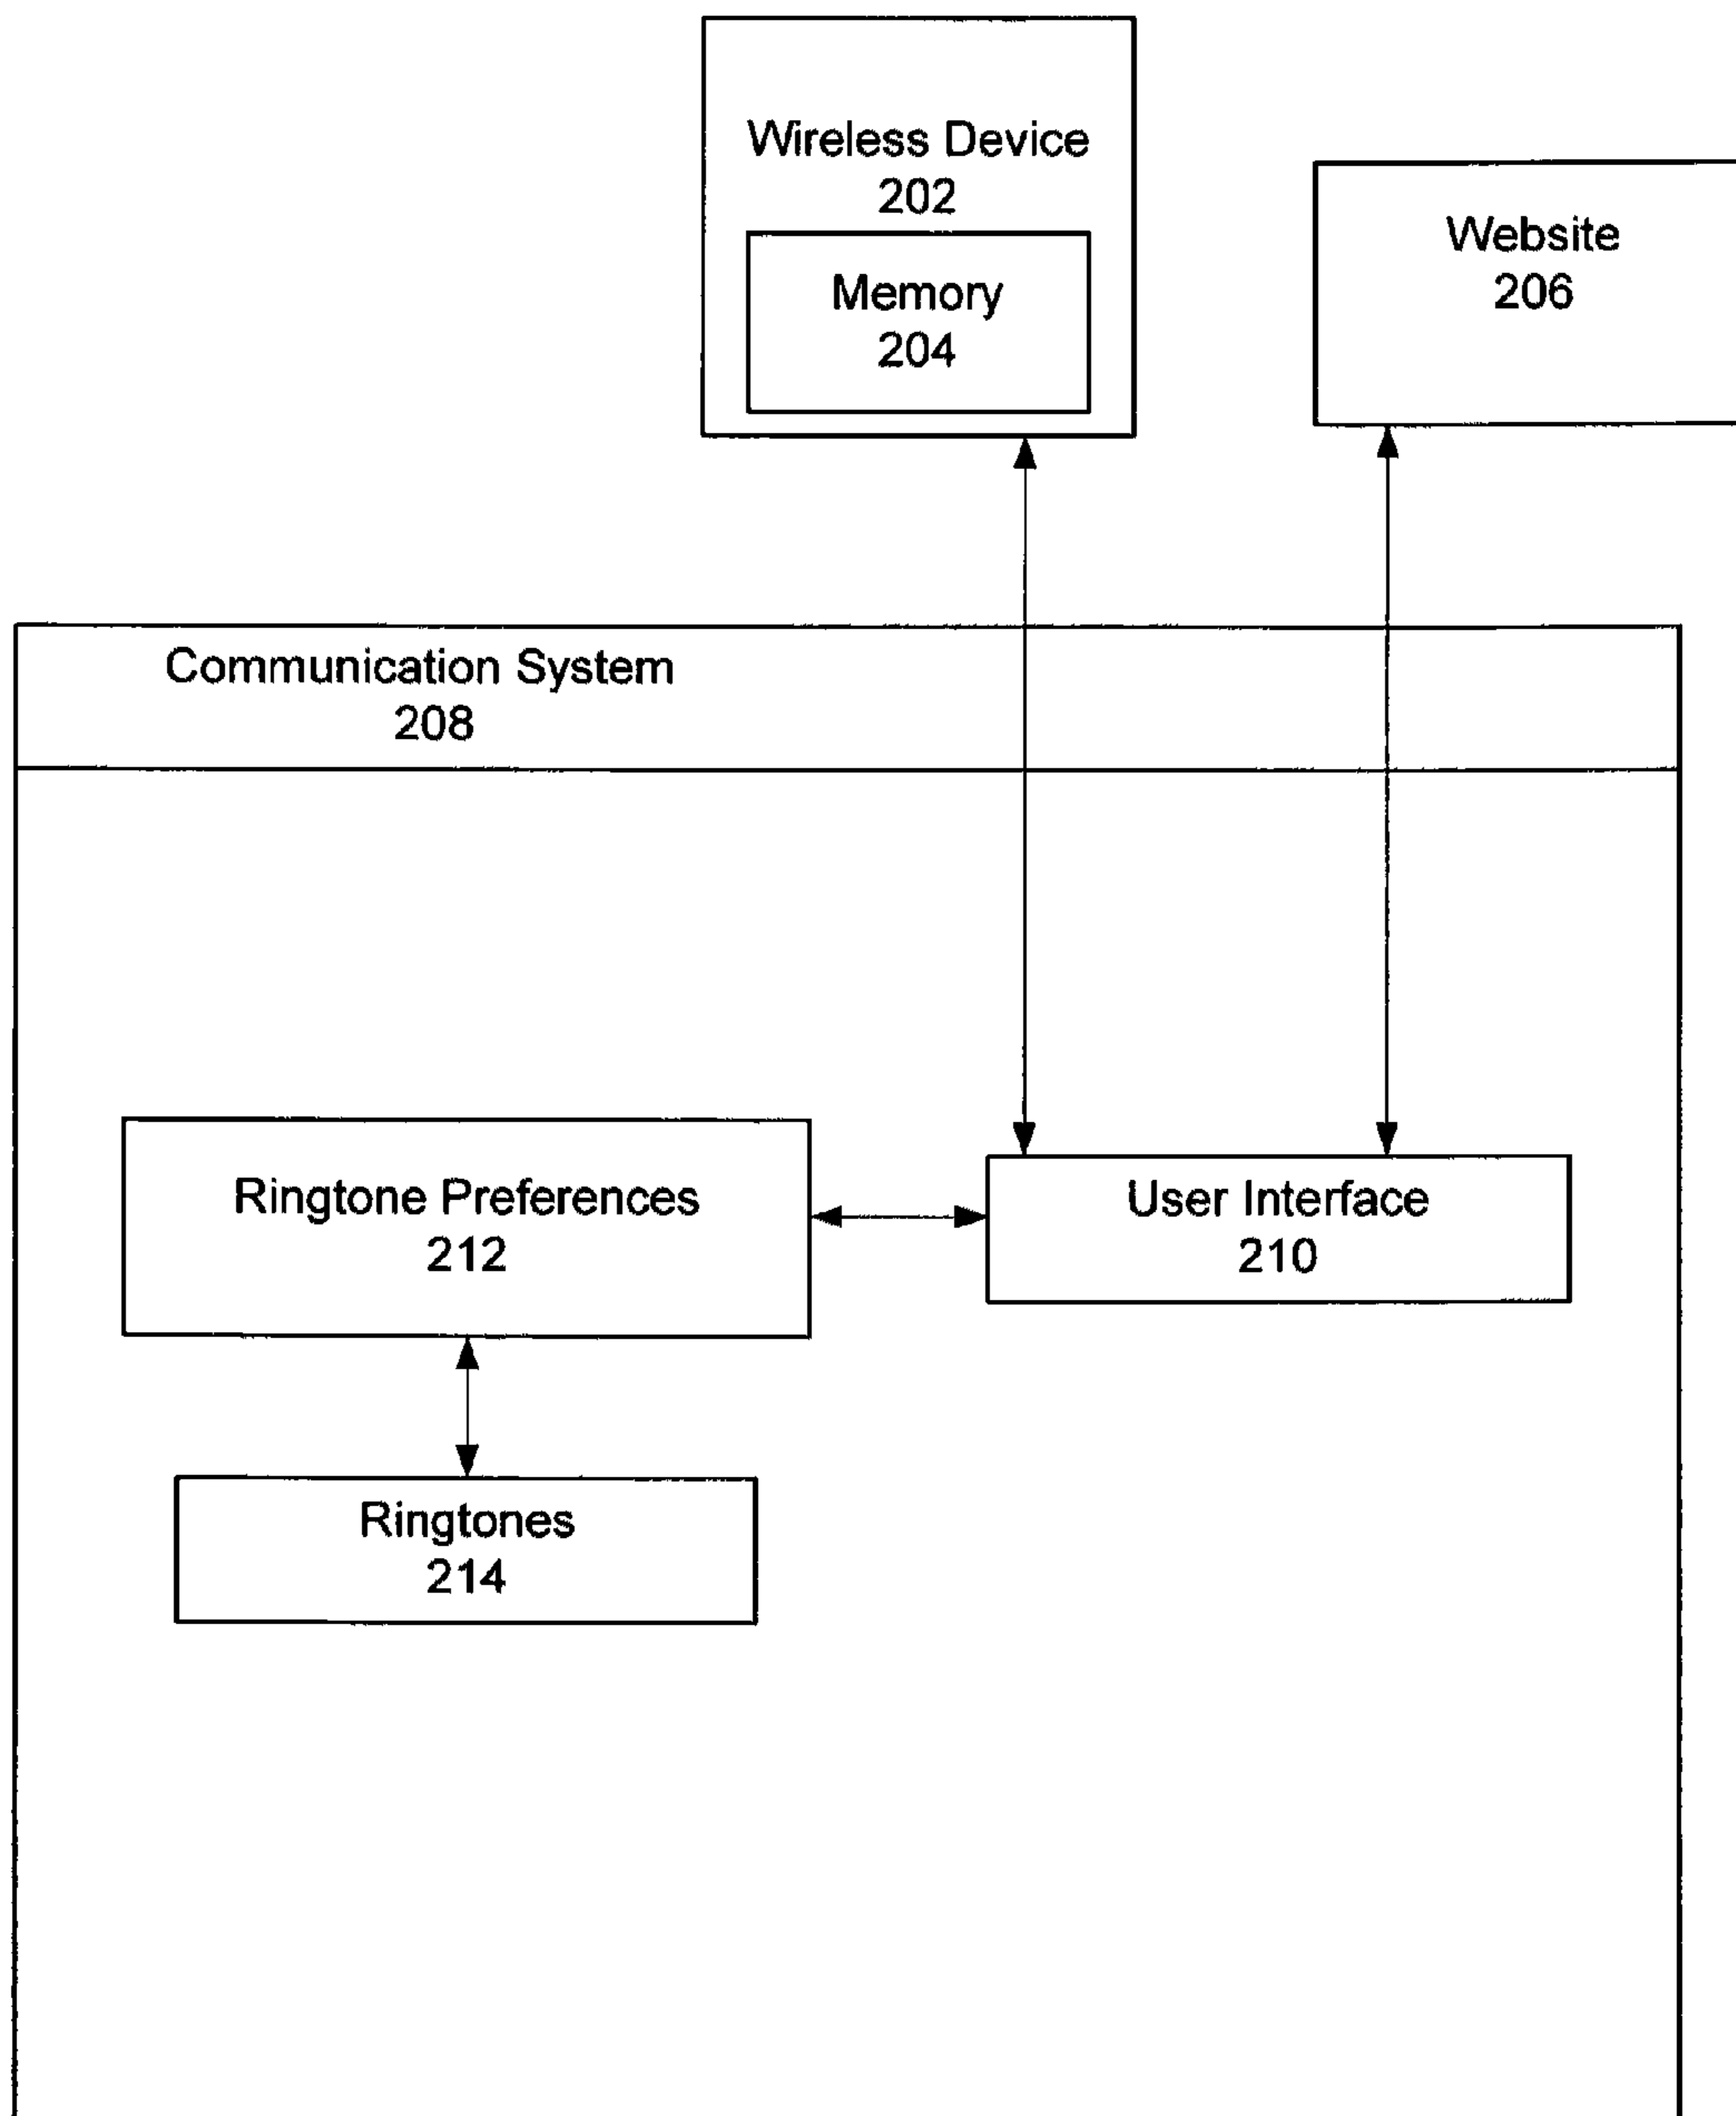 Wireless Device
202
Memory
204
Website
206
Communication System
208
Ringtone Preferences
212
User Interface
210
Ringtones
214